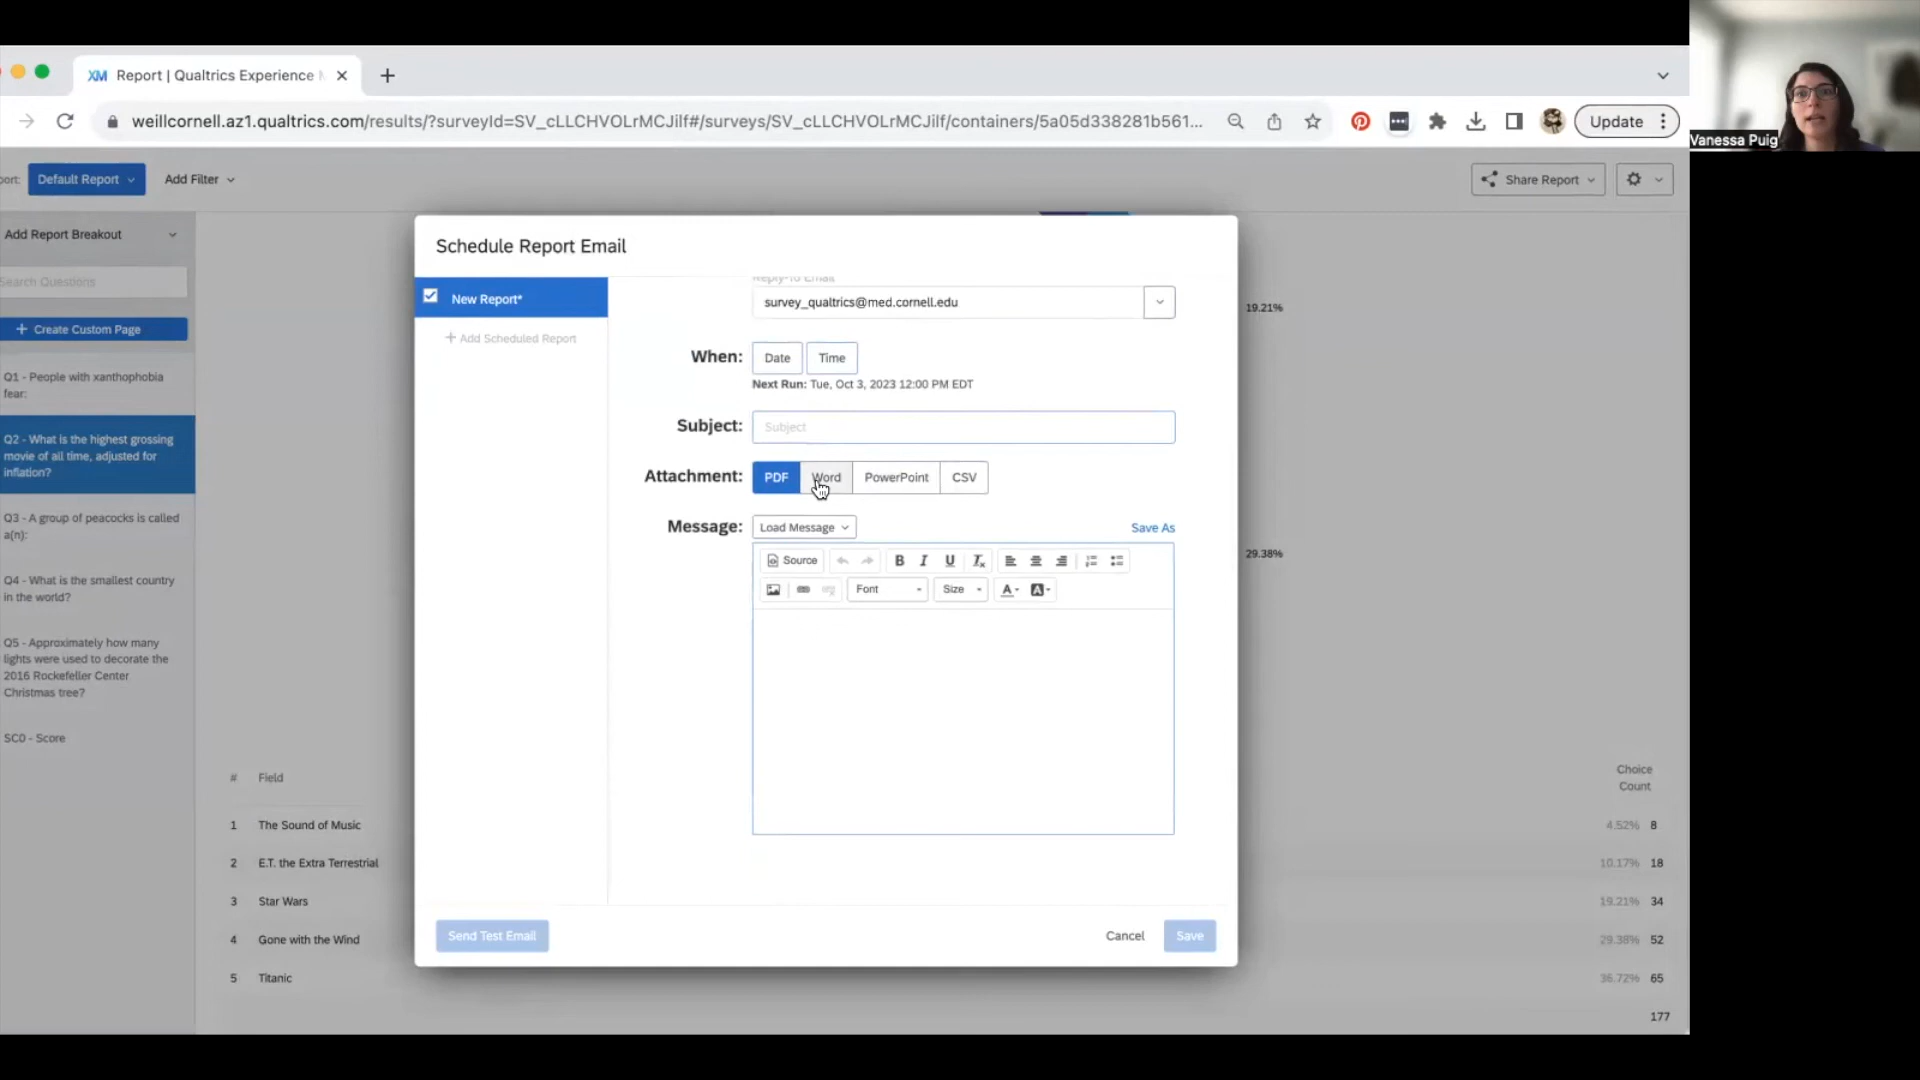 XM Report | Qualtrics Experience M
weillcornell.az1.qualtrics.com/results/?surveyId=SV_cLLCHVOLrMCJilf#/surveys/SV_cLLCHVOLrMCJilf/containers/5a05d338281b561...
Update
Vanessa Puig
Default Report
Add Filter
Share Report
Add Report Breakout
Search Questions
+ Create Custom Page
Q1 - People with xanthophobia
fear:
Q2 - What is the highest grossing
movie of all time, adjusted for
inflation?
Q3 - A group of peacocks is called
a(n):
Q4 - What is the smallest country
in the world?
Q5 - Approximately how many
lights were used to decorate the
2016 Rockefeller Center
Christmas tree?
SC0 - Score
Schedule Report Email
New Report*
+ Add Scheduled Report
Reply-To Email
survey_qualtrics@med.cornell.edu
When: Date Time
Next Run: Tue, Oct 3, 2023 12:00 PM EDT
Subject: Subject
Attachment: PDF Word PowerPoint CSV
Message: Load Message Save As
Source B I U Tx
Font Size A A
Send Test Email
Cancel Save
19.21%
29.38%
# Field Choice
Count
1 The Sound of Music 4.52% 8
2 E.T. the Extra Terrestrial 10.17% 18
3 Star Wars 19.21% 34
4 Gone with the Wind 29.38% 52
5 Titanic 36.72% 65
177